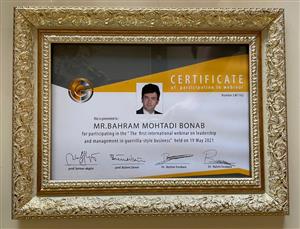 CERTIFICATE
of participation in webinar
This is presented to :
MR.BAHRAM MOHTADI BONAB
for participating in the " The first international webinar on leadership
and management in guerrilla-style business" held on 19 May 2021